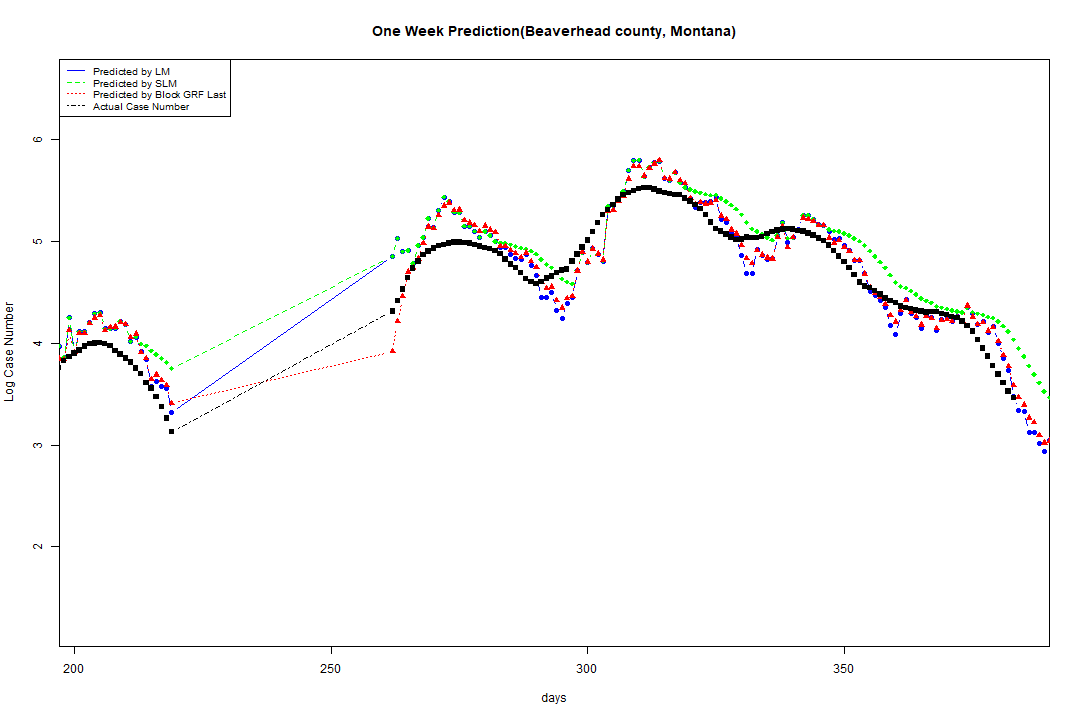 One Week Prediction(Beaverhead county, Montana)
Predicted by LM
Predicted by SLM
Predicted by Block GRF Last
Actual Case Number
6
5
4
3
2
Log Case Number
200 250 300 350
days